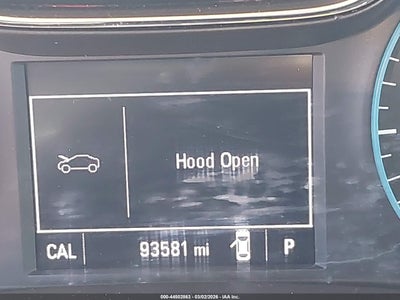 Hood Open
CAL 93581 mi P
000-44602863 - 03/02/2026 - IAA, Inc.